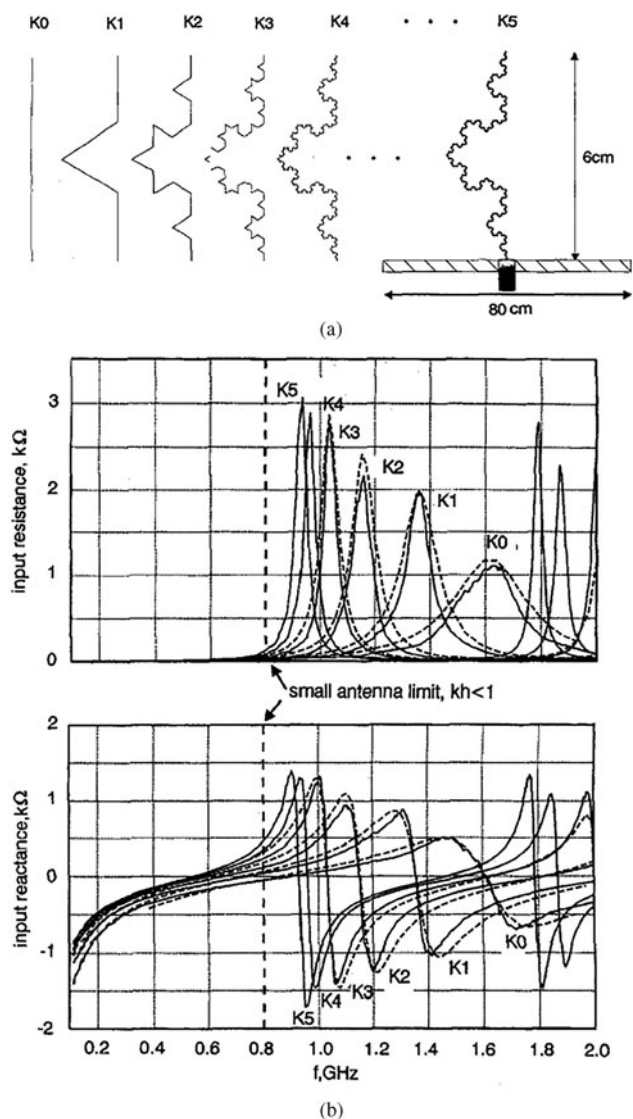 K0 K1 K2 K3 K4 . . . K5
6cm
80 cm
(a)
input resistance, kΩ
3
2
1
0
K5
K4
K3
K2
K1
K0
small antenna limit, kh<1
input reactance,kΩ
2
1
0
-1
-2
K5
K4
K3
K2
K1
K0
0.2 0.4 0.6 0.8 1.0 1.2 1.4 1.6 1.8 2.0
f,GHz
(b)